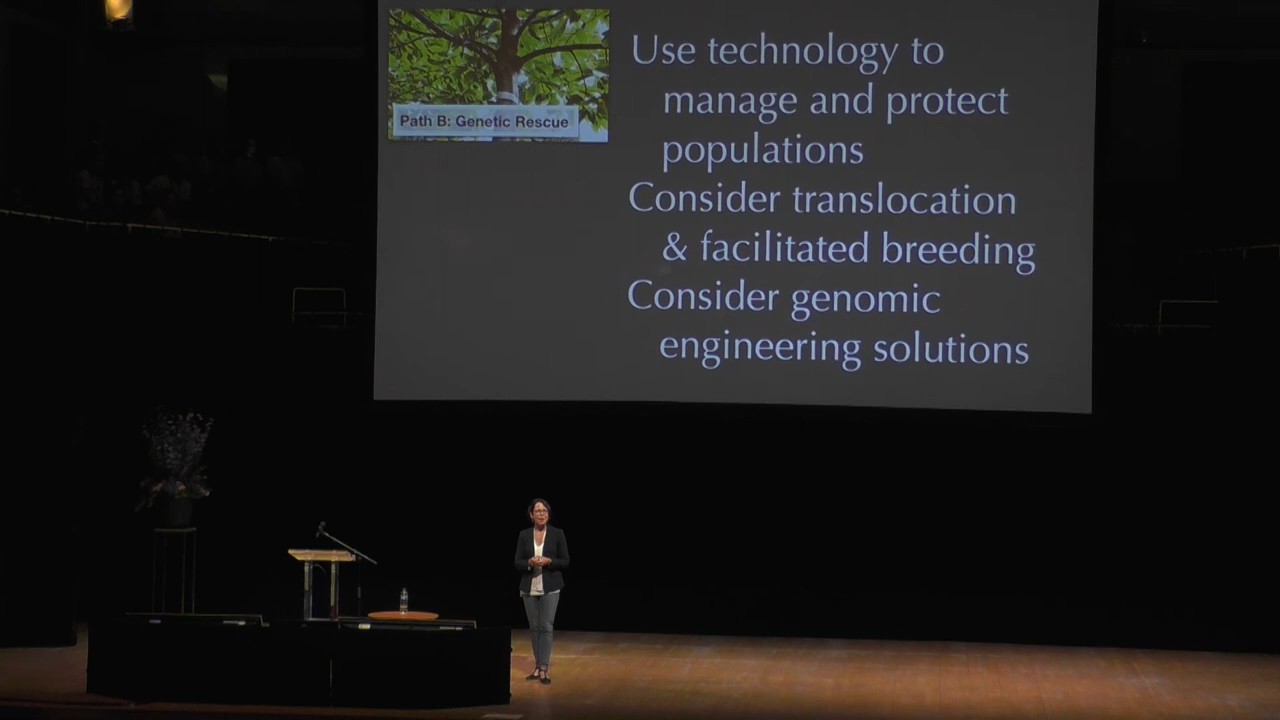 Path B: Genetic Rescue
Use technology to
manage and protect
populations
Consider translocation
& facilitated breeding
Consider genomic
engineering solutions